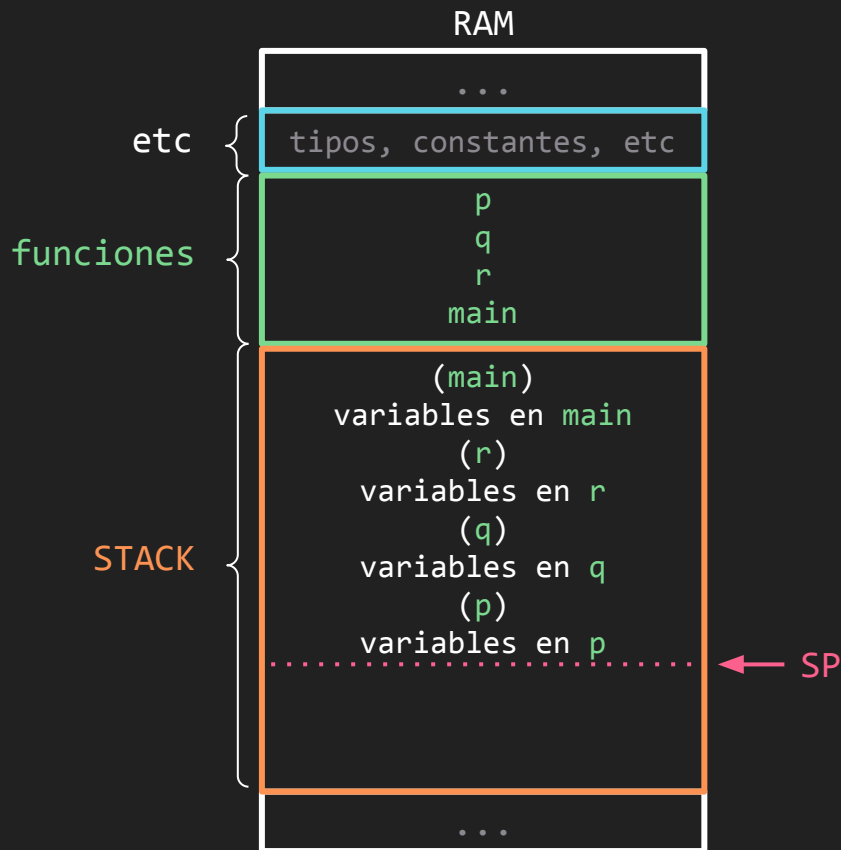 RAM
...
etc
tipos, constantes, etc
funciones
p
q
r
main
STACK
(main)
variables en main
(r)
variables en r
(q)
variables en q
(p)
variables en p
SP
...